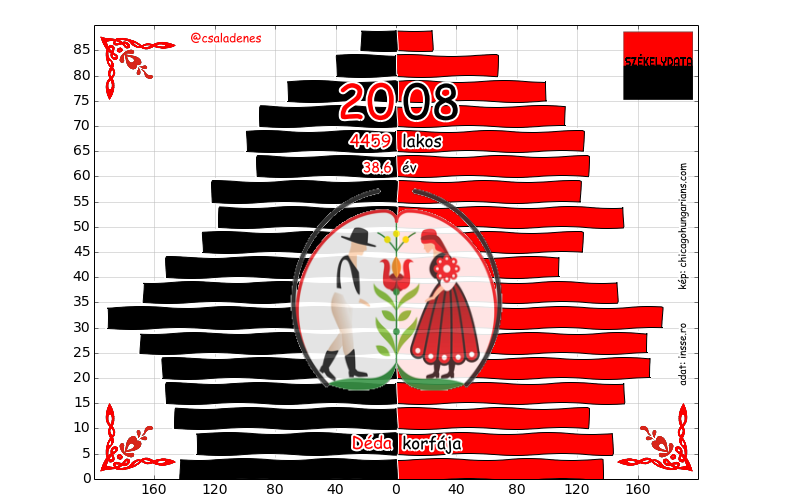 @csaladenes
SZÉKELYDATA
2008
4459 lakos
38.6 év
kép: chicagohungarians.com
adat: insse.ro
Déda korfája
85
80
75
70
65
60
55
50
45
40
35
30
25
20
15
10
5
0
160 120 80 40 0 40 80 120 160